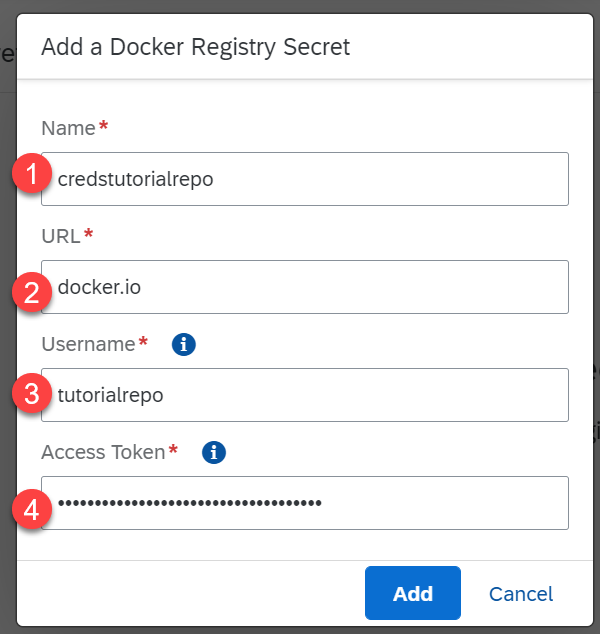 Add a Docker Registry Secret
Name*
1 credstutorialrepo
URL*
2 docker.io
Username* i
3 tutorialrepo
Access Token* i
4 ••••••••••••••••••••••••••••••••••••
Add Cancel